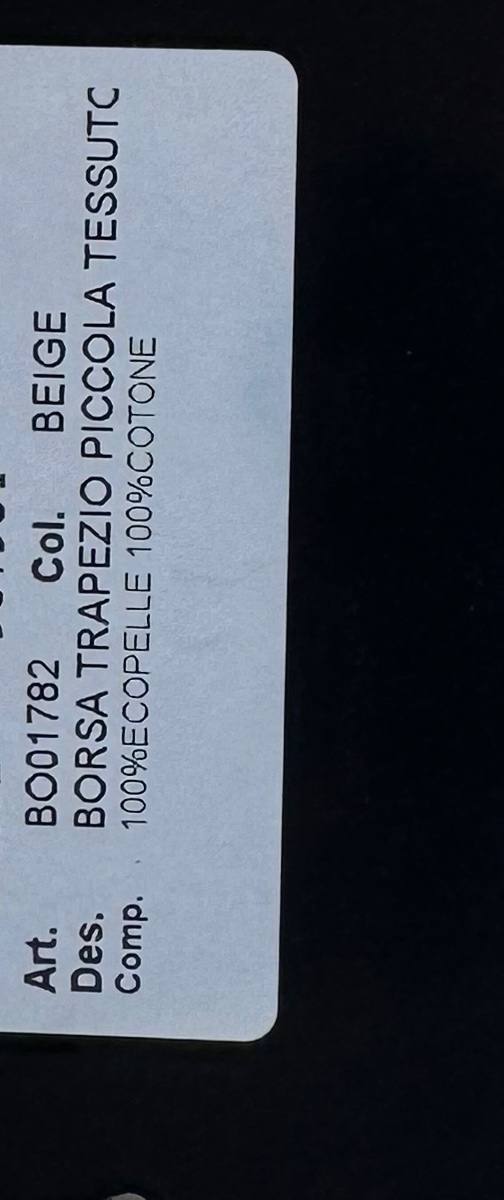 Art. BO01782 Col. BEIGE
Des. BORSA TRAPEZIO PICCOLA TESSUTO
Comp. 100%ECOPELLE 100%COTONE